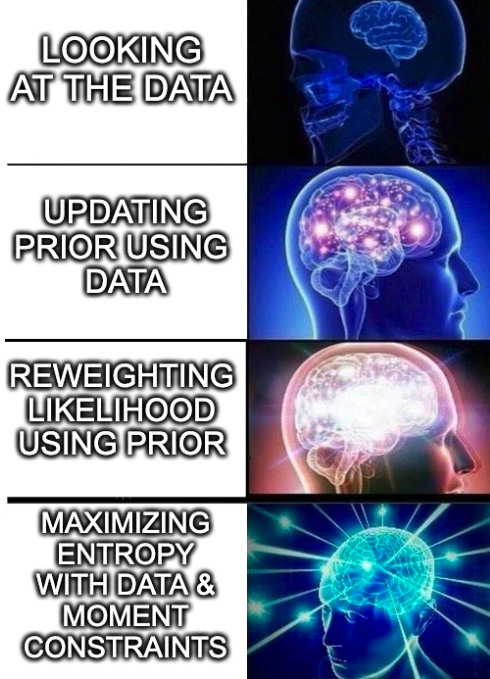 LOOKING
AT THE DATA
UPDATING
PRIOR USING
DATA
REWEIGHTING
LIKELIHOOD
USING PRIOR
MAXIMIZING
ENTROPY
WITH DATA &
MOMENT
CONSTRAINTS